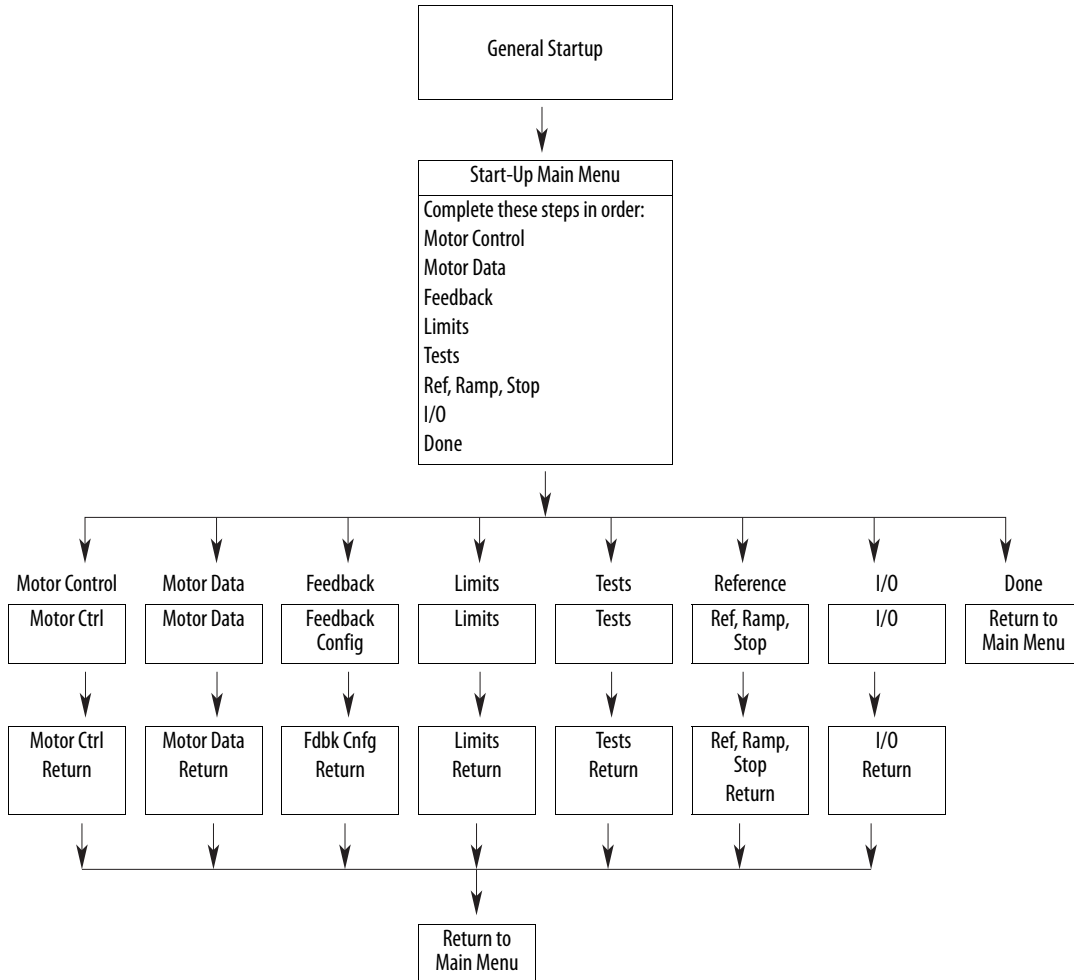 General Startup
Start-Up Main Menu
Complete these steps in order:
Motor Control
Motor Data
Feedback
Limits
Tests
Ref, Ramp, Stop
I/O
Done
Motor Control
Motor Data
Feedback
Limits
Tests
Reference
I/O
Done
Motor Ctrl
Motor Data
Feedback
Config
Limits
Tests
Ref, Ramp,
Stop
I/O
Return to
Main Menu
Motor Ctrl
Return
Motor Data
Return
Fdbk Cnfg
Return
Limits
Return
Tests
Return
Ref, Ramp,
Stop
Return
I/O
Return
Return to
Main Menu